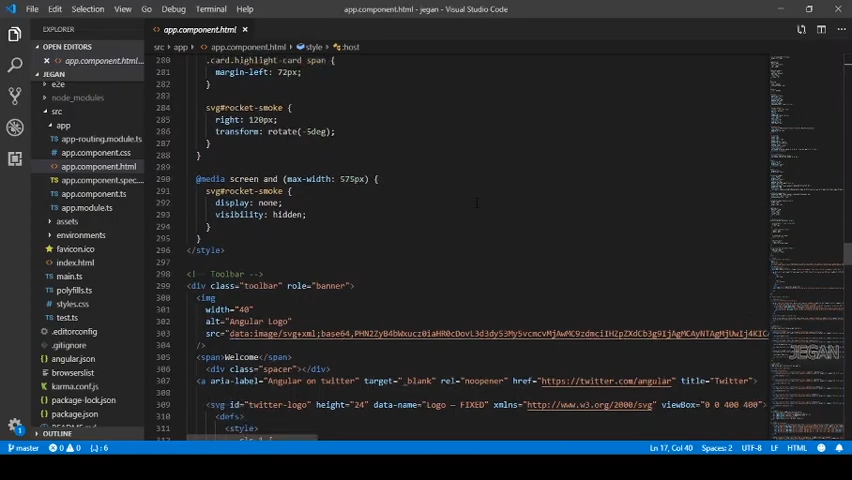 File Edit Selection View Go Debug Terminal Help
app.component.html - jegan - Visual Studio Code
EXPLORER
OPEN EDITORS
app.component.html...
JEGAN
e2e
node_modules
src
app
app-routing.module.ts
app.component.css
app.component.html
app.component.spec...
app.component.ts
app.module.ts
assets
environments
favicon.ico
index.html
main.ts
polyfills.ts
styles.css
test.ts
.editorconfig
.gitignore
angular.json
browserslist
karma.conf.js
package-lock.json
package.json
README.md
OUTLINE
app.component.html
src › app › app.component.html › style › :host
280 .card.highlight-card span {
281 margin-left: 72px;
282 }
283
284 svg#rocket-smoke {
285 right: 120px;
286 transform: rotate(-5deg);
287 }
288 }
289
290 @media screen and (max-width: 575px) {
291 svg#rocket-smoke {
292 display: none;
293 visibility: hidden;
294 }
295 }
296 </style>
297
298 <!-- Toolbar -->
299 <div class="toolbar" role="banner">
300 <img
301 width="40"
302 alt="Angular Logo"
304 />
305 <span>Welcome</span>
306 <div class="spacer"></div>
307 <a aria-label="Angular on twitter" target="_blank" rel="noopener" href="https://twitter.com/angular" title="Twitter">
308
309 <svg id="twitter-logo" height="24" data-name="Logo — FIXED" xmlns="http://www.w3.org/2000/svg" viewBox="0 0 400 400">
310 <defs>
311 <style>
JEGAN
master 0 0 {..}: 6
Ln 17, Col 40 Spaces: 2 UTF-8 LF HTML
1